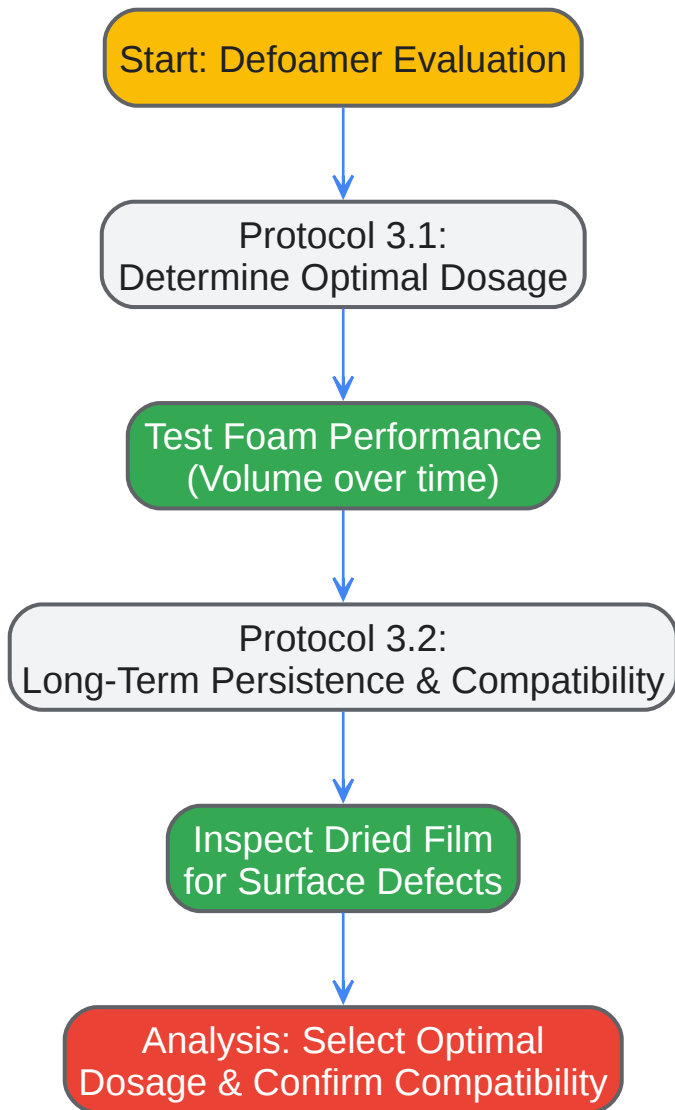 Start: Defoamer Evaluation
Protocol 3.1:
Determine Optimal Dosage
Test Foam Performance
(Volume over time)
Protocol 3.2:
Long-Term Persistence & Compatibility
Inspect Dried Film
for Surface Defects
Analysis: Select Optimal
Dosage & Confirm Compatibility